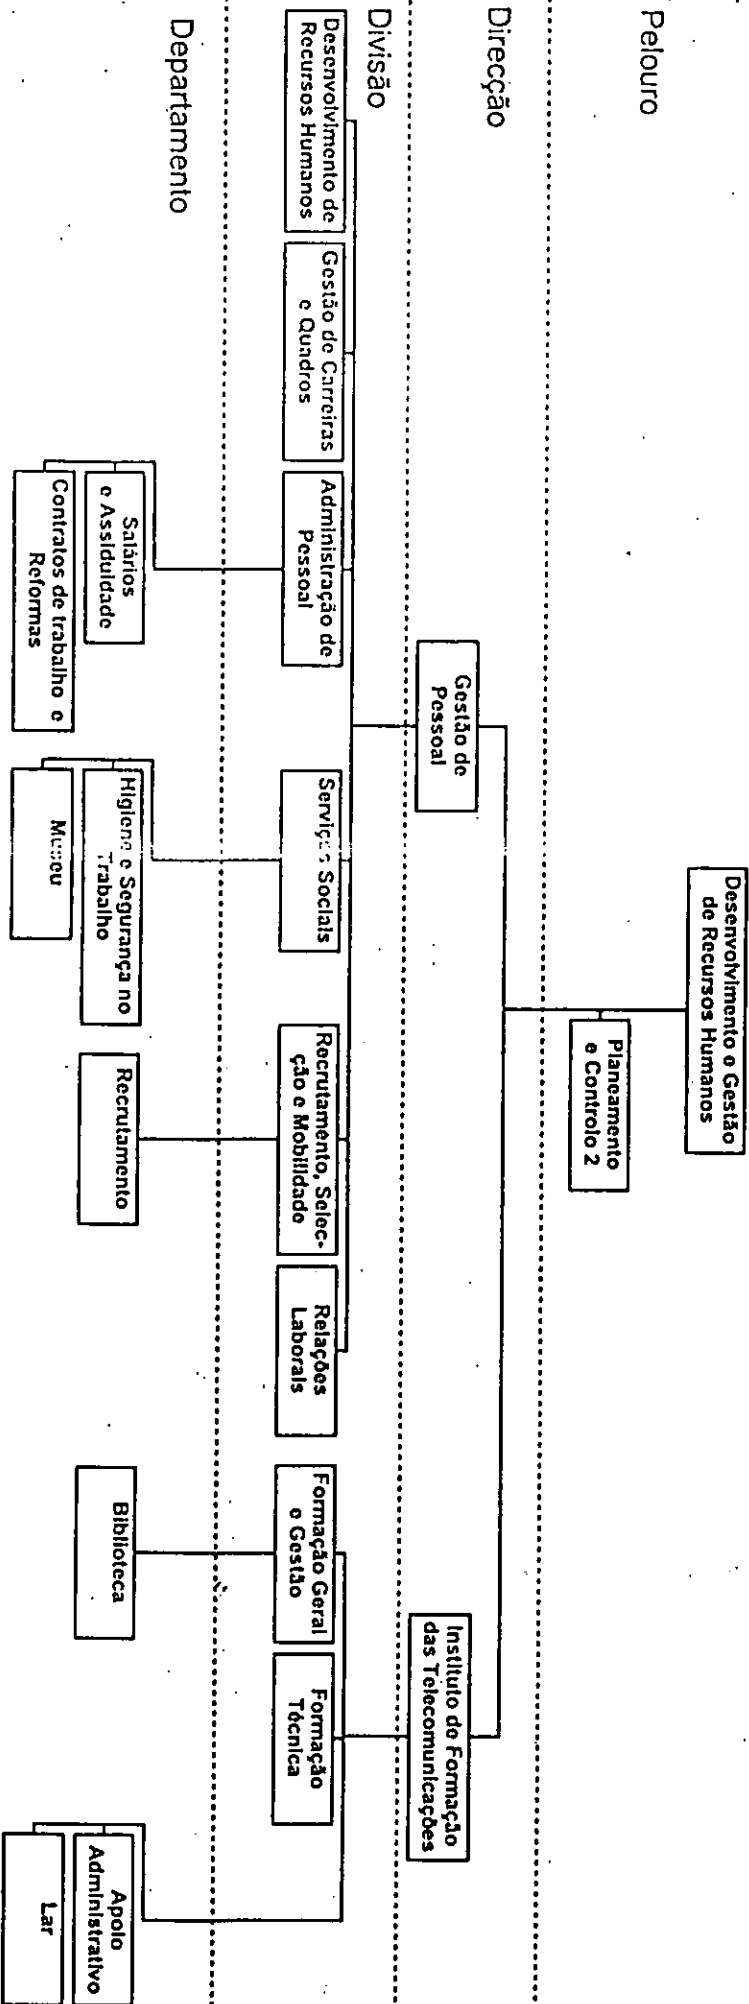 Pelouro
Desenvolvimento e Gestão
de Recursos Humanos
Planeamento
e Controlo 2
Direcção
Gestão de
Pessoal
Instituto de Formação
das Telecomunicações
Divisão
Desenvolvimento de
Recursos Humanos
Gestão de Carreiras
e Quadros
Administração de
Pessoal
Serviços Sociais
Recrutamento, Selec-
ção e Mobilidade
Relações
Laborais
Formação Geral
e Gestão
Formação
Técnica
Departamento
Salários
e Assiduidade
Contratos de trabalho e
Reformas
Higiene e Segurança no
Trabalho
Museu
Recrutamento
Biblioteca
Apoio
Administrativo
Lar